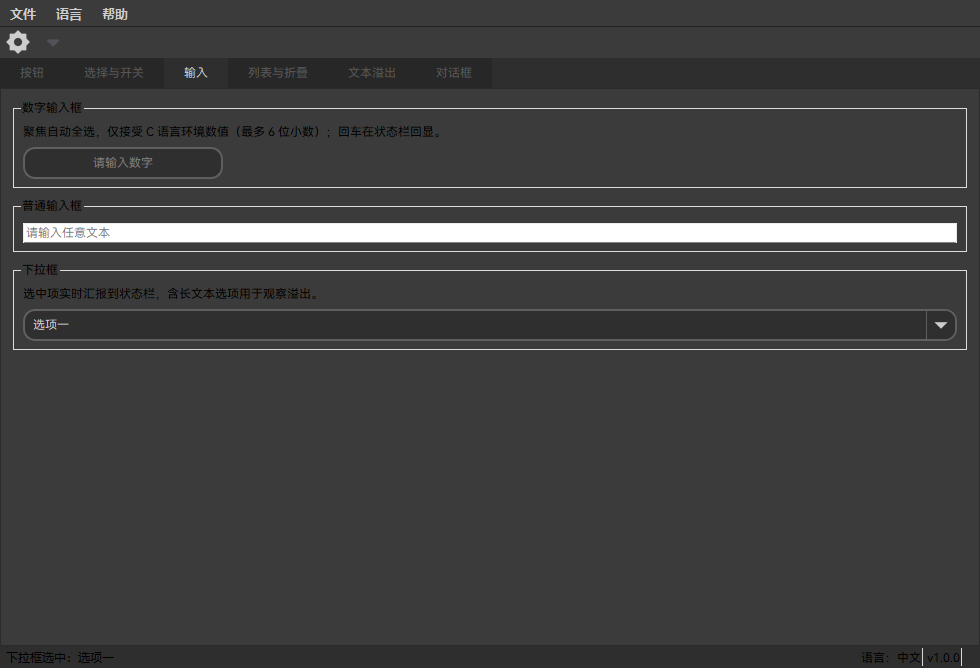 文件 语言 帮助
按钮 选择与开关 输入 列表与折叠 文本溢出 对话框
数字输入框
聚焦自动全选，仅接受 C 语言环境数值（最多 6 位小数）；回车在状态栏回显。
请输入数字
普通输入框
请输入任意文本
下拉框
选中项实时汇报到状态栏，含长文本选项用于观察溢出。
选项一
下拉框选中：选项一 语言：中文 v1.0.0